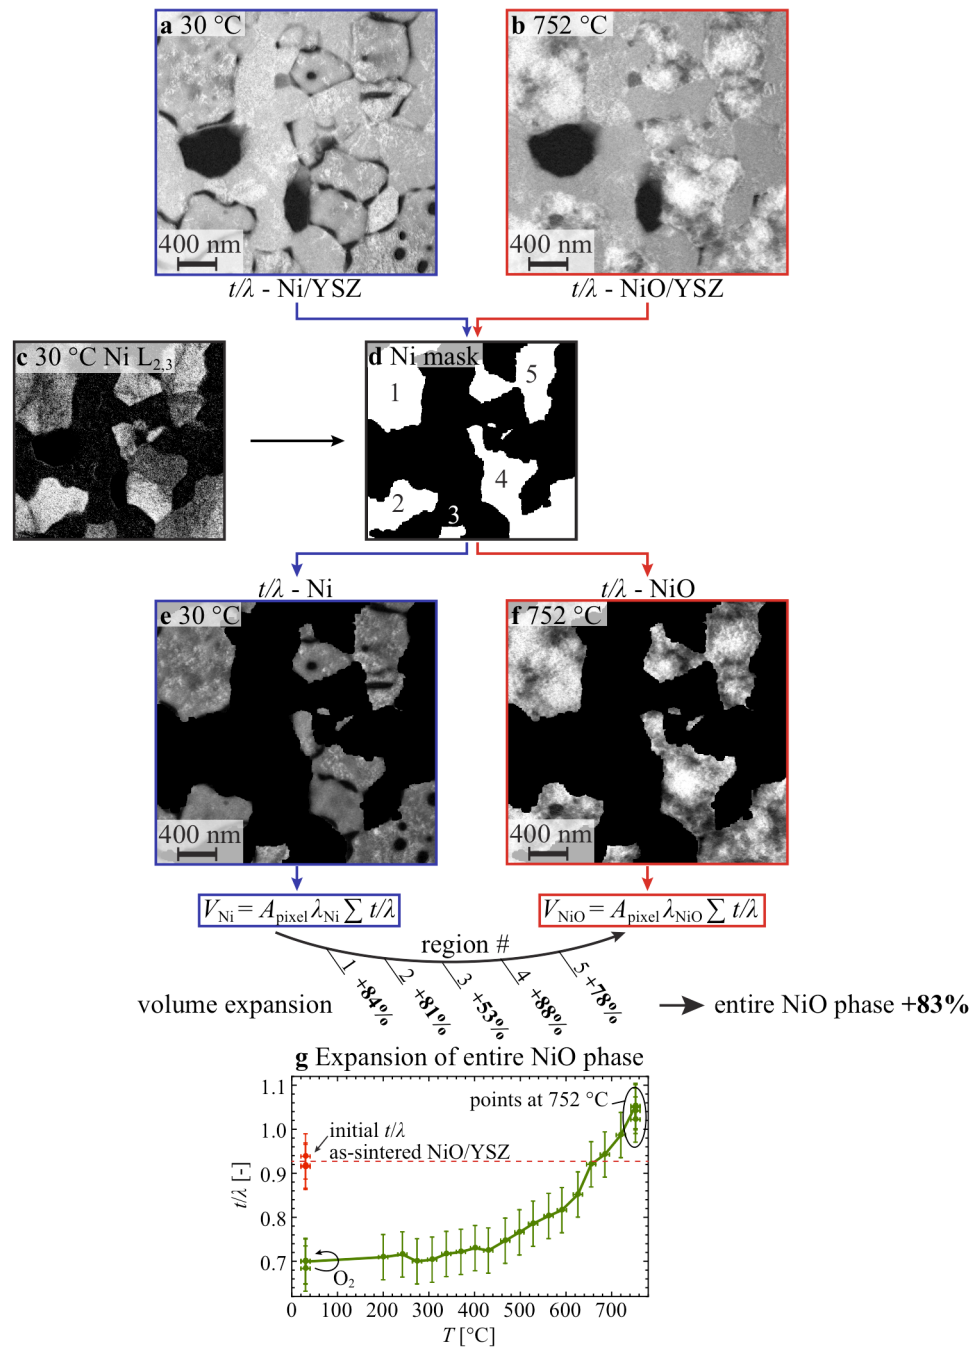 a 30 °C
b 752 °C
400 nm
400 nm
t/λ - Ni/YSZ
t/λ - NiO/YSZ
c 30 °C Ni L2,3
d Ni mask
1
5
4
2
3
t/λ - Ni
t/λ - NiO
e 30 °C
f 752 °C
400 nm
400 nm
VNi = Apixel λNi ∑ t/λ
VNiO = Apixel λNiO ∑ t/λ
region #
1 +84%
2 +81%
3 +53%
4 +88%
5 +78%
volume expansion
entire NiO phase +83%
g Expansion of entire NiO phase
1.1
1.0
0.9
0.8
0.7
t/λ [-]
points at 752 °C
initial t/λ
as-sintered NiO/YSZ
O2
0 100 200 300 400 500 600 700
T [°C]